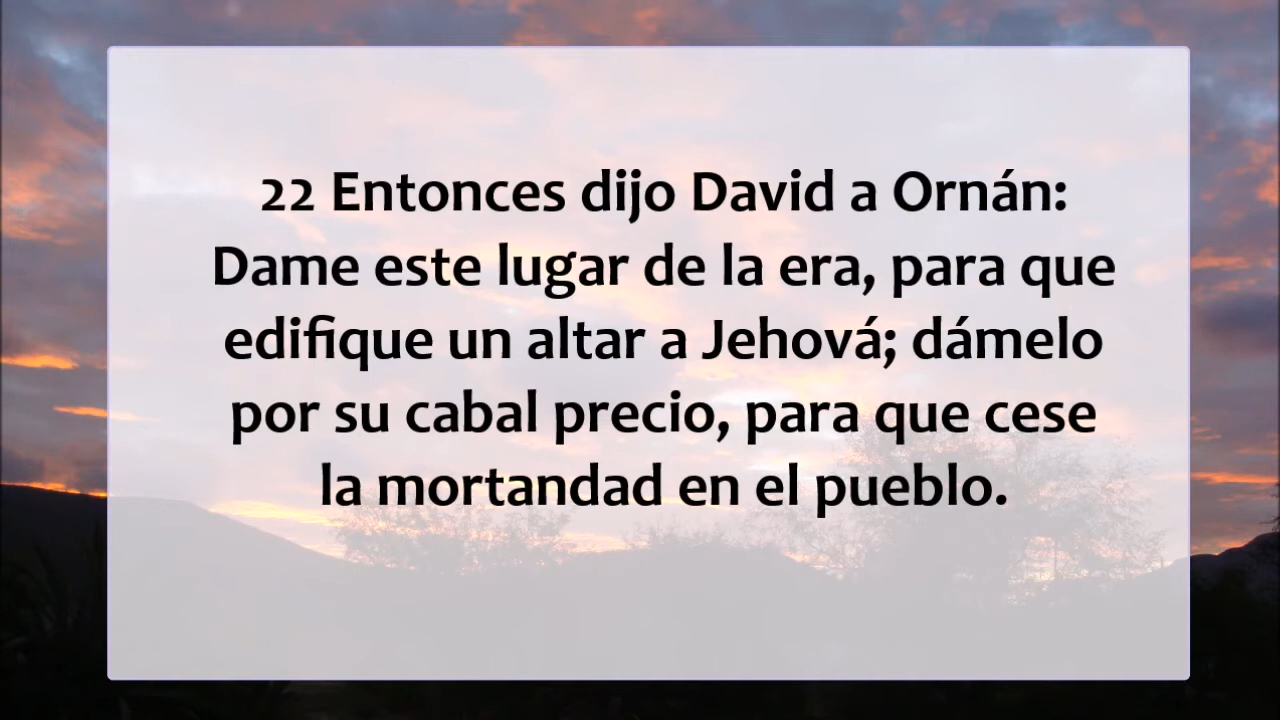 22 Entonces dijo David a Ornán:
Dame este lugar de la era, para que
edifique un altar a Jehová; dámelo
por su cabal precio, para que cese
la mortandad en el pueblo.